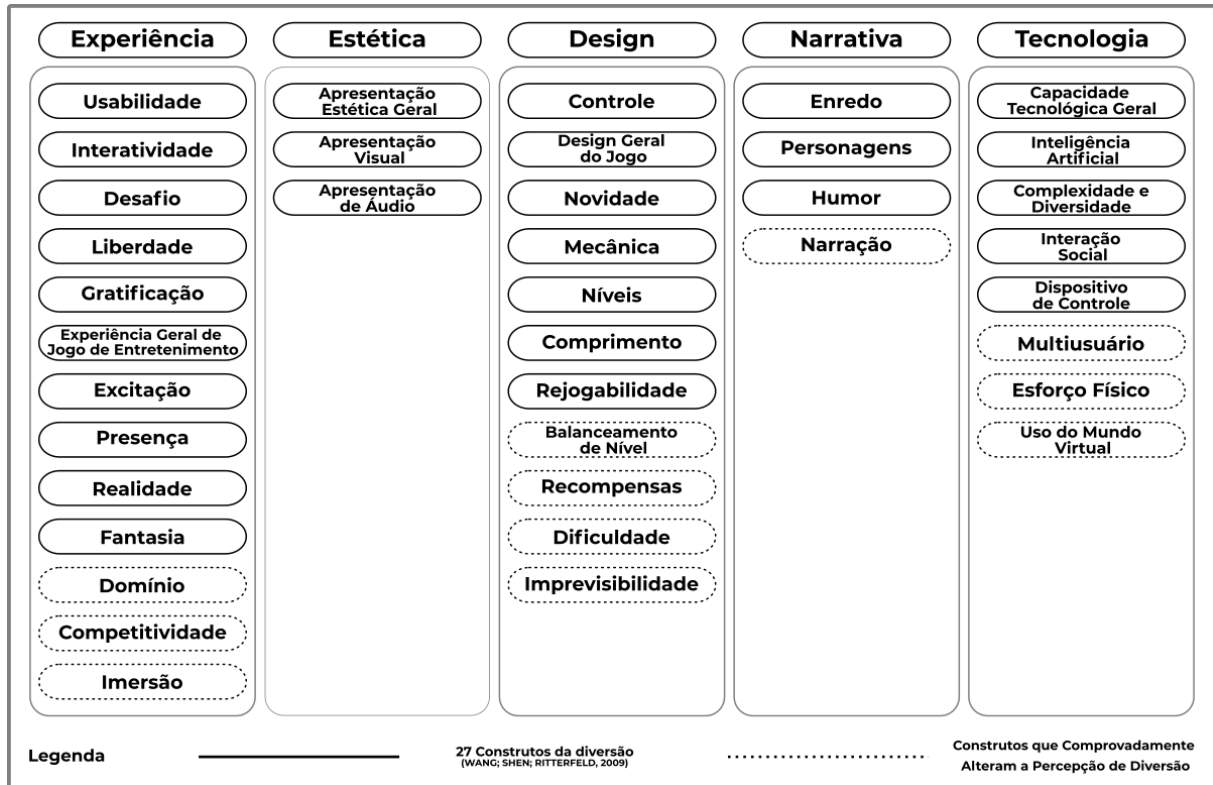 Experiência
Usabilidade
Interatividade
Desafio
Liberdade
Gratificação
Experiência Geral de
Jogo de Entretenimento
Excitação
Presença
Realidade
Fantasia
Domínio
Competitividade
Imersão
Estética
Apresentação
Estética Geral
Apresentação
Visual
Apresentação
de Áudio
Design
Controle
Design Geral
do Jogo
Novidade
Mecânica
Níveis
Comprimento
Rejogabilidade
Balanceamento
de Nível
Recompensas
Dificuldade
Imprevisibilidade
Narrativa
Enredo
Personagens
Humor
Narração
Tecnologia
Capacidade
Tecnológica Geral
Inteligência
Artificial
Complexidade e
Diversidade
Interação
Social
Dispositivo
de Controle
Multiusuário
Esforço Físico
Uso do Mundo
Virtual
Legenda
27 Construtos da diversão
(WANG; SHEN; RITTERFELD, 2009)
Construtos que Comprovadamente
Alteram a Percepção de Diversão